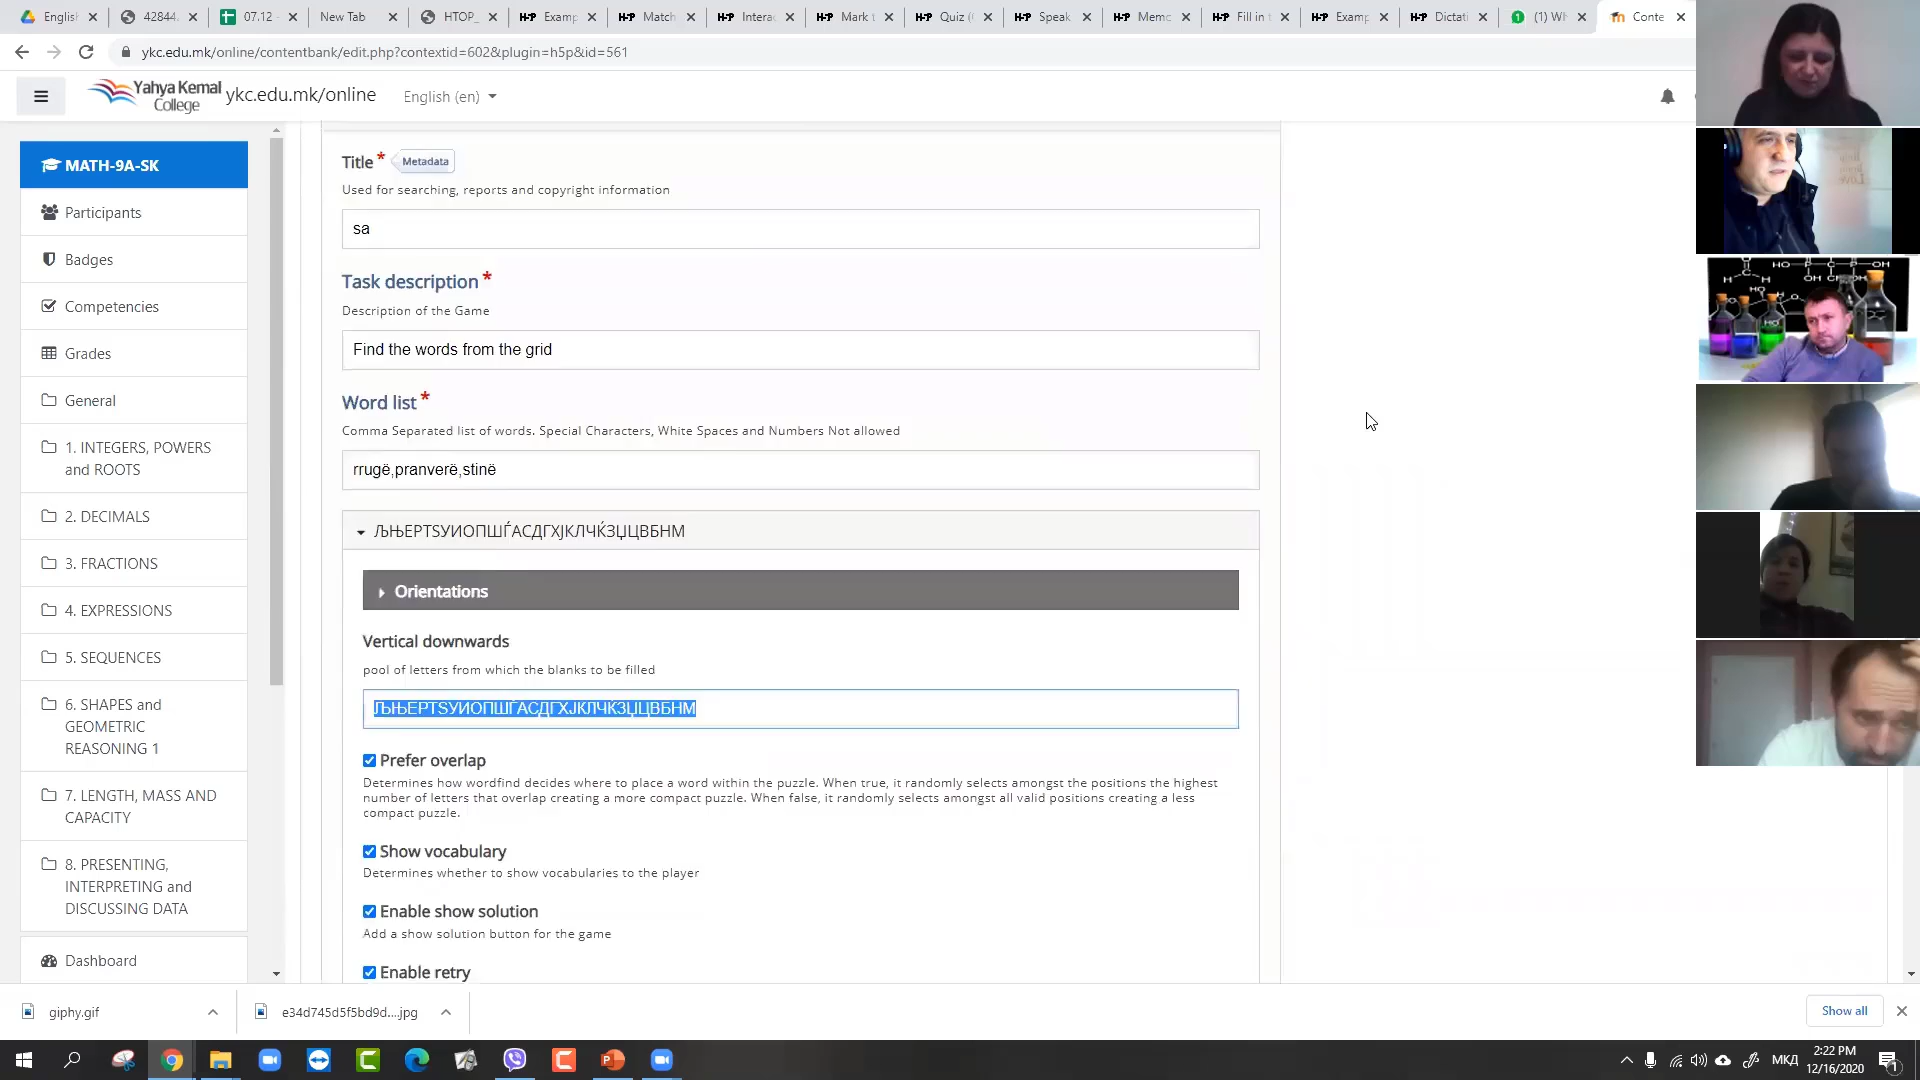 English
42844.
07.12 -
New Tab
HTOP_
Examp
Match
Interac
Mark t
Quiz (
Speak
Memo
Fill in t
Examp
Dictati
(1) Wh
Conte
ykc.edu.mk/online/contentbank/edit.php?contextid=602&plugin=h5p&id=561
Yahya Kemal
College
ykc.edu.mk/online
English (en)
MATH-9A-SK
Participants
Badges
Competencies
Grades
General
1. INTEGERS, POWERS
and ROOTS
2. DECIMALS
3. FRACTIONS
4. EXPRESSIONS
5. SEQUENCES
6. SHAPES and
GEOMETRIC
REASONING 1
7. LENGTH, MASS AND
CAPACITY
8. PRESENTING,
INTERPRETING and
DISCUSSING DATA
Dashboard
Title * Metadata
Used for searching, reports and copyright information
sa
Task description *
Description of the Game
Find the words from the grid
Word list *
Comma Separated list of words. Special Characters, White Spaces and Numbers Not allowed
rrugë,pranverë,stinë
ЉЊЕРТЅУИОПШЃАСДГХЈКЛЧЌЗЏЦВБНМ
Orientations
Vertical downwards
pool of letters from which the blanks to be filled
ЉЊЕРТЅУИОПШЃАСДГХЈКЛЧЌЗЏЦВБНМ
Prefer overlap
Determines how wordfind decides where to place a word within the puzzle. When true, it randomly selects amongst the positions the highest
number of letters that overlap creating a more compact puzzle. When false, it randomly selects amongst all valid positions creating a less
compact puzzle.
Show vocabulary
Determines whether to show vocabularies to the player
Enable show solution
Add a show solution button for the game
Enable retry
giphy.gif
e34d745d5f5bd9d....jpg
Show all
МКД
2:22 PM
12/16/2020